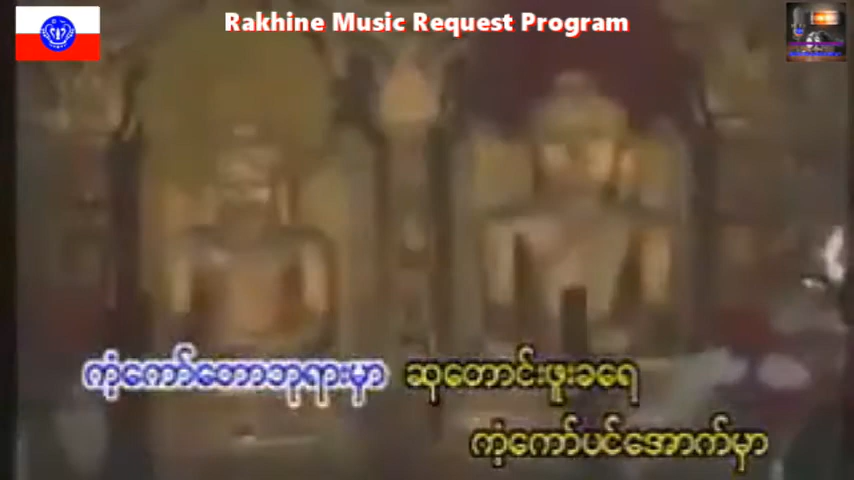 Rakhine Music Request Program
ကံ့ကော်တောဘုရားမှာ ဆုတောင်းဖူးခရေ
ကံ့ကော်ပင်အောက်မှာ